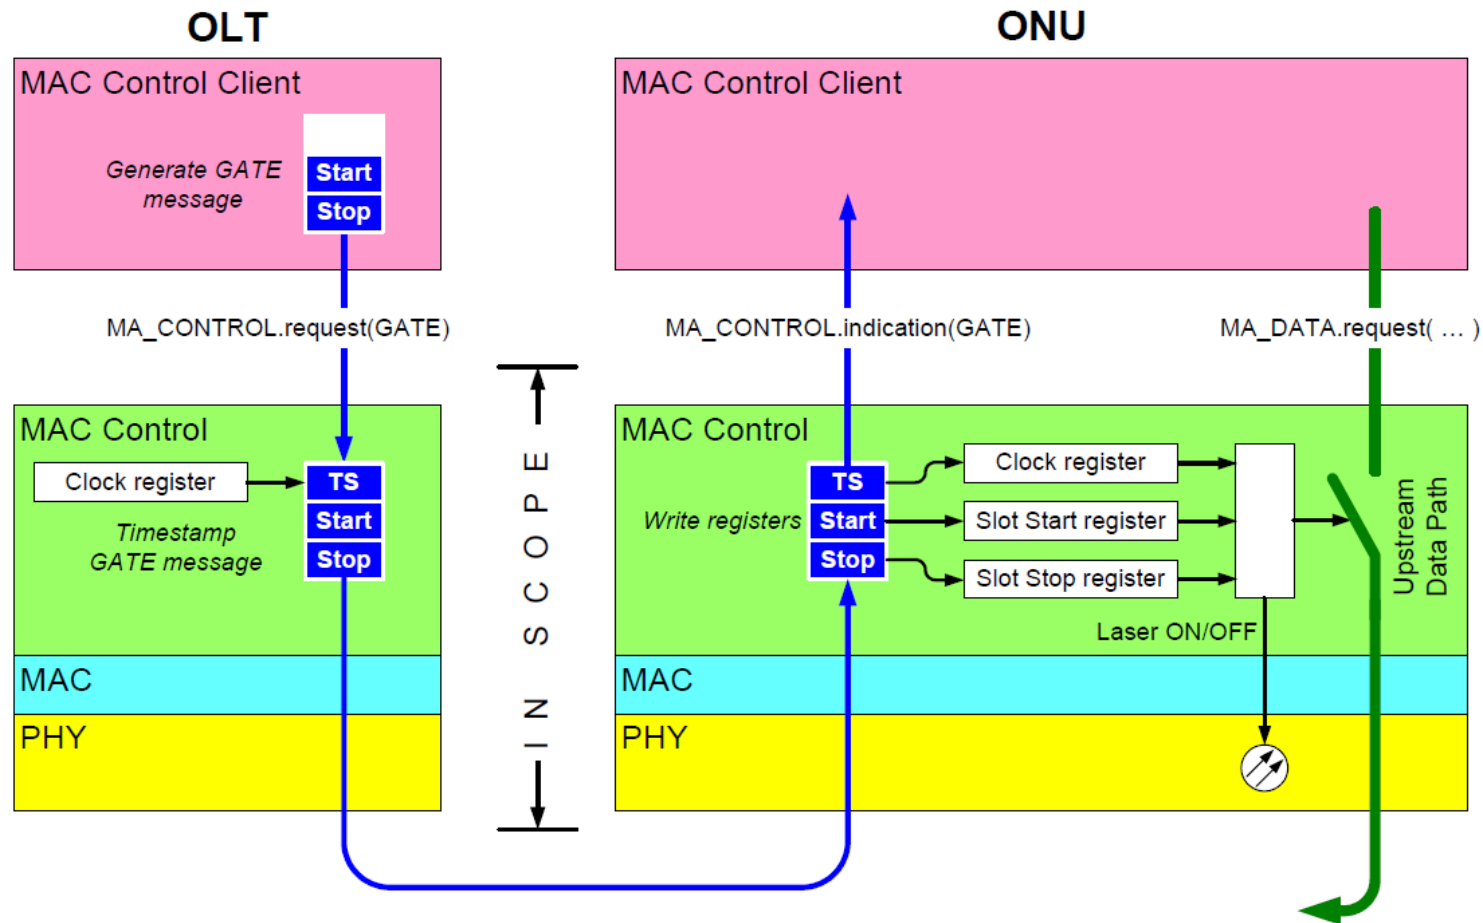 OLT
ONU
MAC Control Client
Generate GATE
message
Start
Stop
MAC Control Client
MA_CONTROL.request(GATE)
MA_CONTROL.indication(GATE)
MA_DATA.request( … )
IN SCOPE
MAC Control
Clock register
TS
Start
Stop
Timestamp
GATE message
MAC
PHY
MAC Control
Write registers
TS
Start
Stop
Clock register
Slot Start register
Slot Stop register
Laser ON/OFF
Upstream
Data Path
MAC
PHY